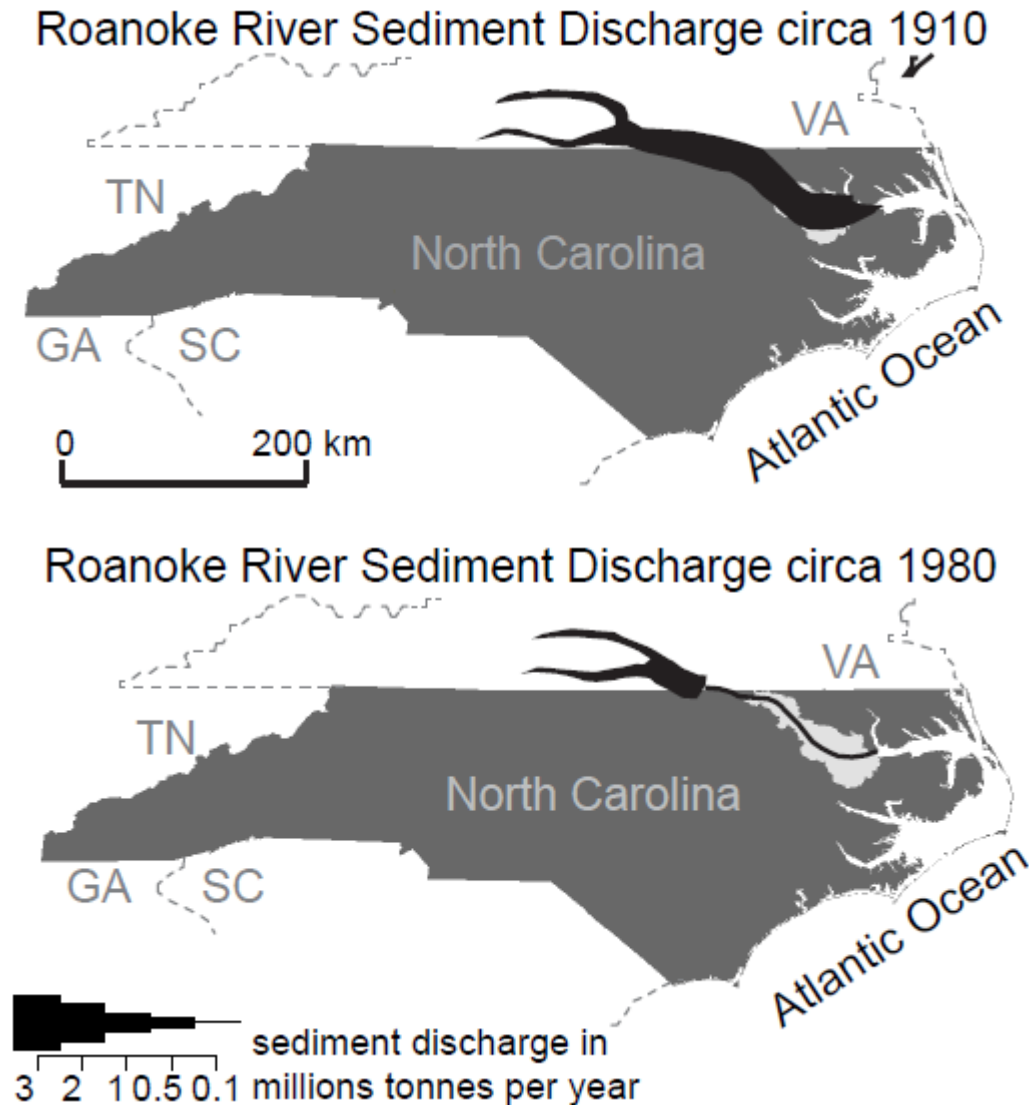 Roanoke River Sediment Discharge circa 1910
VA
TN
North Carolina
GA SC
Atlantic Ocean
0 200 km
Roanoke River Sediment Discharge circa 1980
VA
TN
North Carolina
GA SC
Atlantic Ocean
sediment discharge in
3 2 1 0.5 0.1 millions tonnes per year